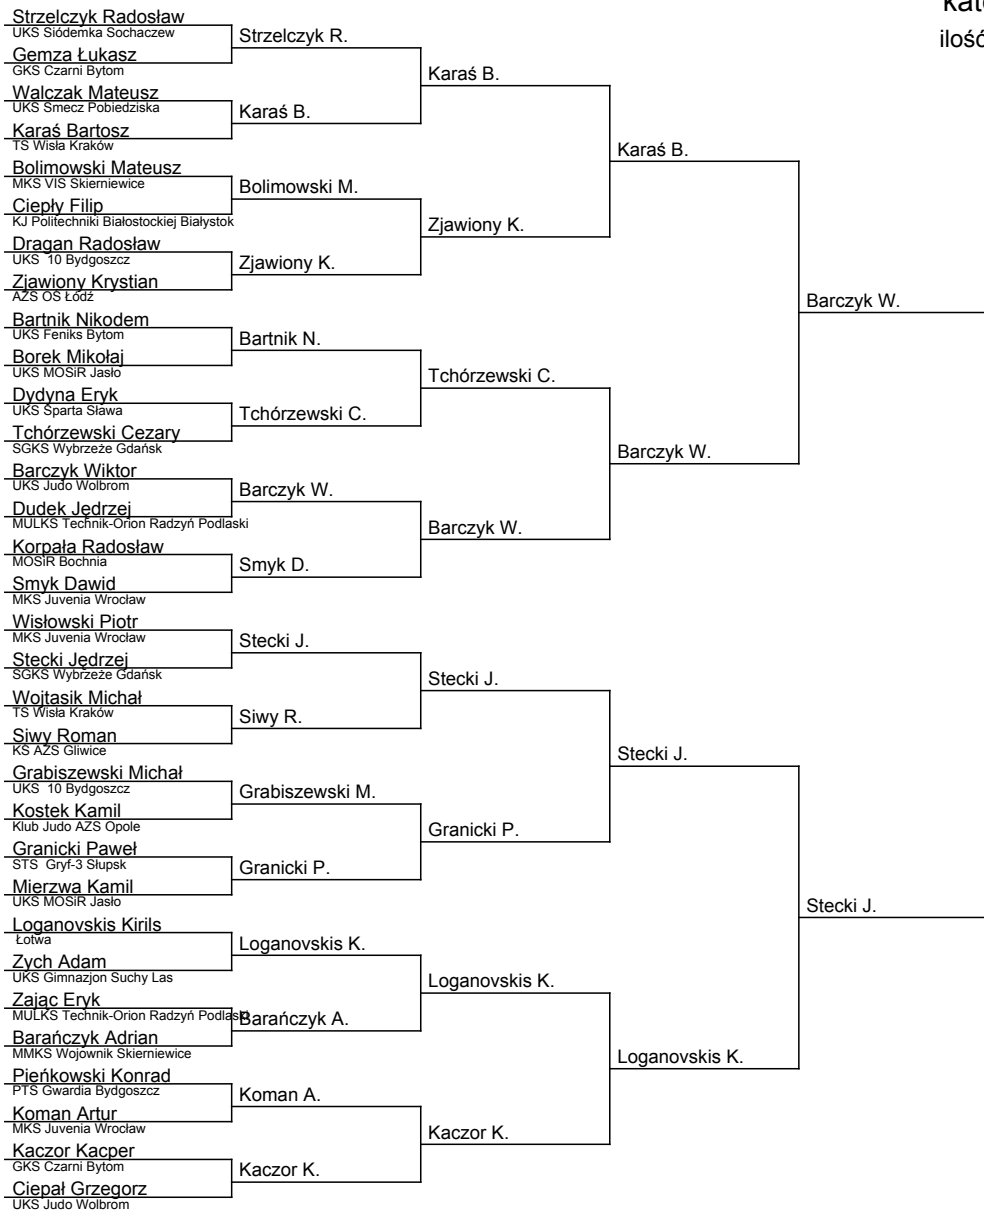 kat
ilość
Strzelczyk Radosław
UKS Siódemka Sochaczew
Gemza Łukasz
GKS Czarni Bytom
Walczak Mateusz
UKS Smecz Pobiedziska
Karaś Bartosz
TS Wisła Kraków
Bolimowski Mateusz
MKS VIS Skierniewice
Ciepły Filip
KJ Politechniki Białostockiej Białystok
Dragan Radosław
UKS 10 Bydgoszcz
Zjawiony Krystian
AZS OŚ Łódź
Bartnik Nikodem
UKS Feniks Bytom
Borek Mikołaj
UKS MOSiR Jasło
Dydyna Eryk
UKS Sparta Sława
Tchórzewski Cezary
SGKS Wybrzeże Gdańsk
Barczyk Wiktor
UKS Judo Wolbrom
Dudek Jędrzej
MULKS Technik-Orion Radzyń Podlaski
Korpała Radosław
MOSiR Bochnia
Smyk Dawid
MKS Juvenia Wrocław
Wisłowski Piotr
MKS Juvenia Wrocław
Stecki Jędrzej
SGKS Wybrzeże Gdańsk
Wojtasik Michał
TS Wisła Kraków
Siwy Roman
KS AZS Gliwice
Grabiszewski Michał
UKS 10 Bydgoszcz
Kostek Kamil
Klub Judo AZS Opole
Granicki Paweł
STS Gryf-3 Słupsk
Mierzwa Kamil
UKS MOSiR Jasło
Loganovskis Kirils
Łotwa
Zych Adam
UKS Gimnazjon Suchy Las
Zając Eryk
MULKS Technik-Orion Radzyń Podlaski
Barańczyk Adrian
MMKS Wojownik Skierniewice
Pieńkowski Konrad
PTS Gwardia Bydgoszcz
Koman Artur
MKS Juvenia Wrocław
Kaczor Kacper
GKS Czarni Bytom
Ciepał Grzegorz
UKS Judo Wolbrom
Strzelczyk R.
Karaś B.
Bolimowski M.
Zjawiony K.
Bartnik N.
Tchórzewski C.
Barczyk W.
Smyk D.
Stecki J.
Siwy R.
Grabiszewski M.
Granicki P.
Loganovskis K.
Barańczyk A.
Koman A.
Kaczor K.
Karaś B.
Zjawiony K.
Tchórzewski C.
Barczyk W.
Stecki J.
Granicki P.
Loganovskis K.
Kaczor K.
Karaś B.
Barczyk W.
Stecki J.
Loganovskis K.
Barczyk W.
Stecki J.